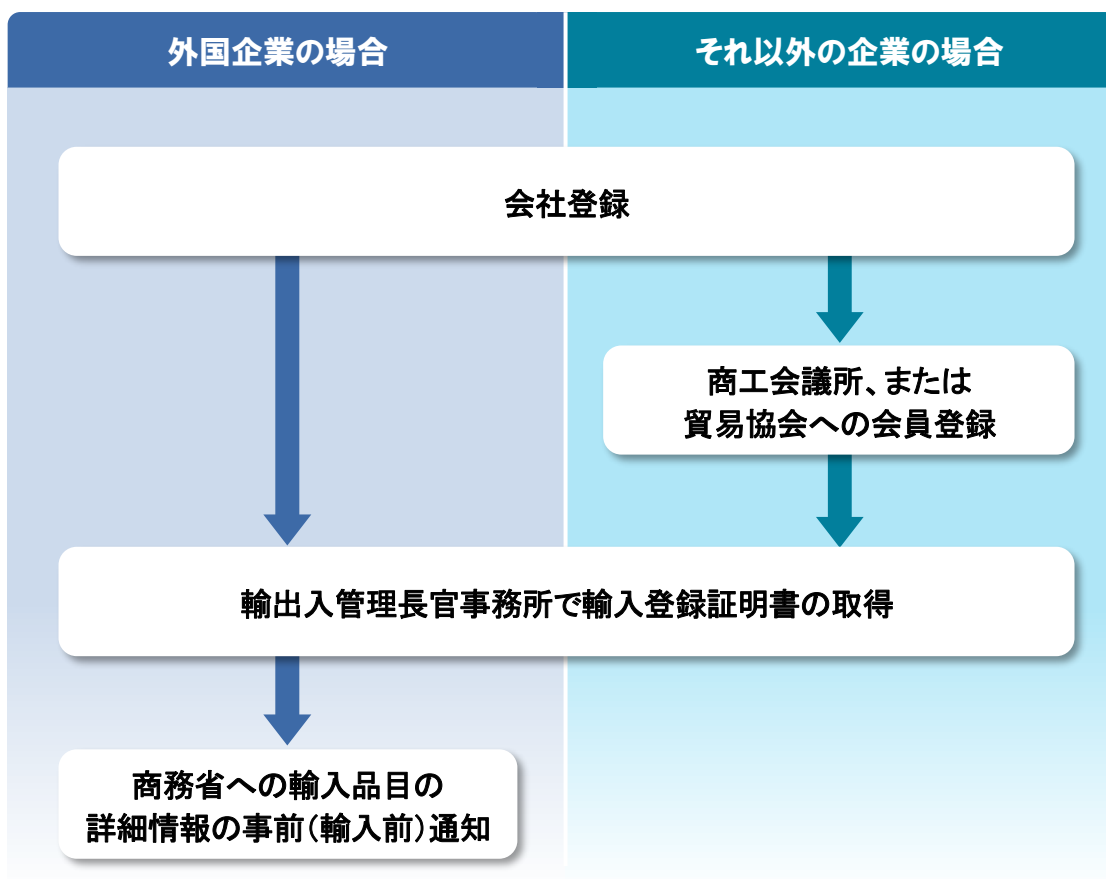 外国企業の場合
それ以外の企業の場合
会社登録
商工会議所、または
貿易協会への会員登録
輸出入管理長官事務所で輸入登録証明書の取得
商務省への輸入品目の
詳細情報の事前(輸入前)通知